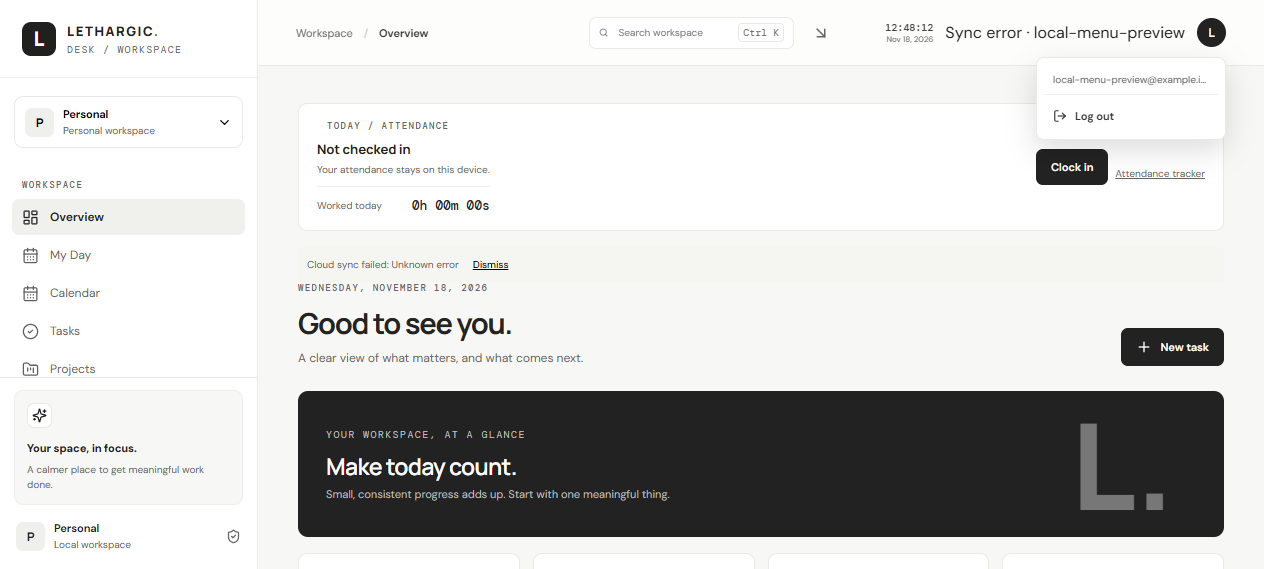 L
LETHARGIC.
DESK / WORKSPACE
Workspace / Overview
Search workspace
Ctrl K
12:48:12
Nov 18, 2026
Sync error · local-menu-preview
L
local-menu-preview@example.i…
Log out
P
Personal
Personal workspace
WORKSPACE
Overview
My Day
Calendar
Tasks
Projects
Your space, in focus.
A calmer place to get meaningful work
done.
P
Personal
Local workspace
TODAY / ATTENDANCE
Not checked in
Your attendance stays on this device.
Worked today 0h 00m 00s
Clock in
Attendance tracker
Cloud sync failed: Unknown error Dismiss
WEDNESDAY, NOVEMBER 18, 2026
Good to see you.
A clear view of what matters, and what comes next.
New task
YOUR WORKSPACE, AT A GLANCE
Make today count.
Small, consistent progress adds up. Start with one meaningful thing.
L.